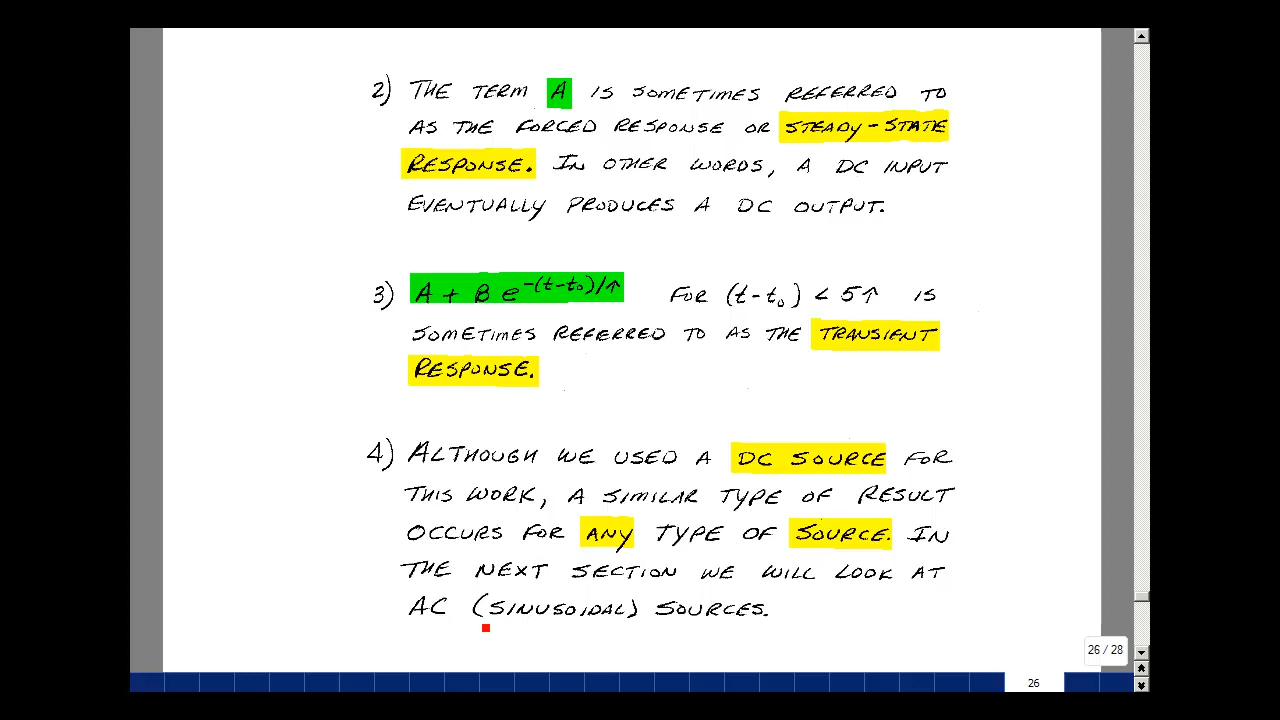 2) THE TERM A IS SOMETIMES REFERRED TO
AS THE FORCED RESPONSE OR STEADY-STATE
RESPONSE. IN OTHER WORDS, A DC INPUT
EVENTUALLY PRODUCES A DC OUTPUT.
3) A + B e^-(t-t₀)/↑ FOR (t-t₀) < 5↑ IS
SOMETIMES REFERRED TO AS THE TRANSIENT
RESPONSE.
4) ALTHOUGH WE USED A DC SOURCE FOR
THIS WORK, A SIMILAR TYPE OF RESULT
OCCURS FOR ANY TYPE OF SOURCE. IN
THE NEXT SECTION WE WILL LOOK AT
AC (SINUSOIDAL) SOURCES.
26 / 28
26